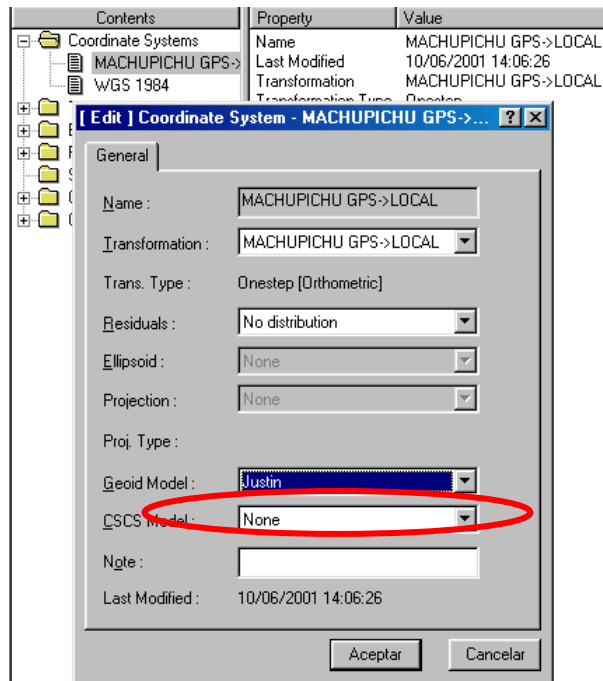 Contents Property Value
Coordinate Systems Name MACHUPICHU GPS->LOCAL
MACHUPICHU GPS-> Last Modified 10/06/2001 14:06:26
WGS 1984 Transformation MACHUPICHU GPS->LOCAL
Transformation Type Onestep
[ Edit ] Coordinate System - MACHUPICHU GPS->...
General
Name : MACHUPICHU GPS->LOCAL
Transformation : MACHUPICHU GPS->LOCAL
Trans. Type : Onestep [Orthometric]
Residuals : No distribution
Ellipsoid : None
Projection : None
Proj. Type :
Geoid Model : Justin
CSCS Model : None
Note :
Last Modified : 10/06/2001 14:06:26
Aceptar Cancelar